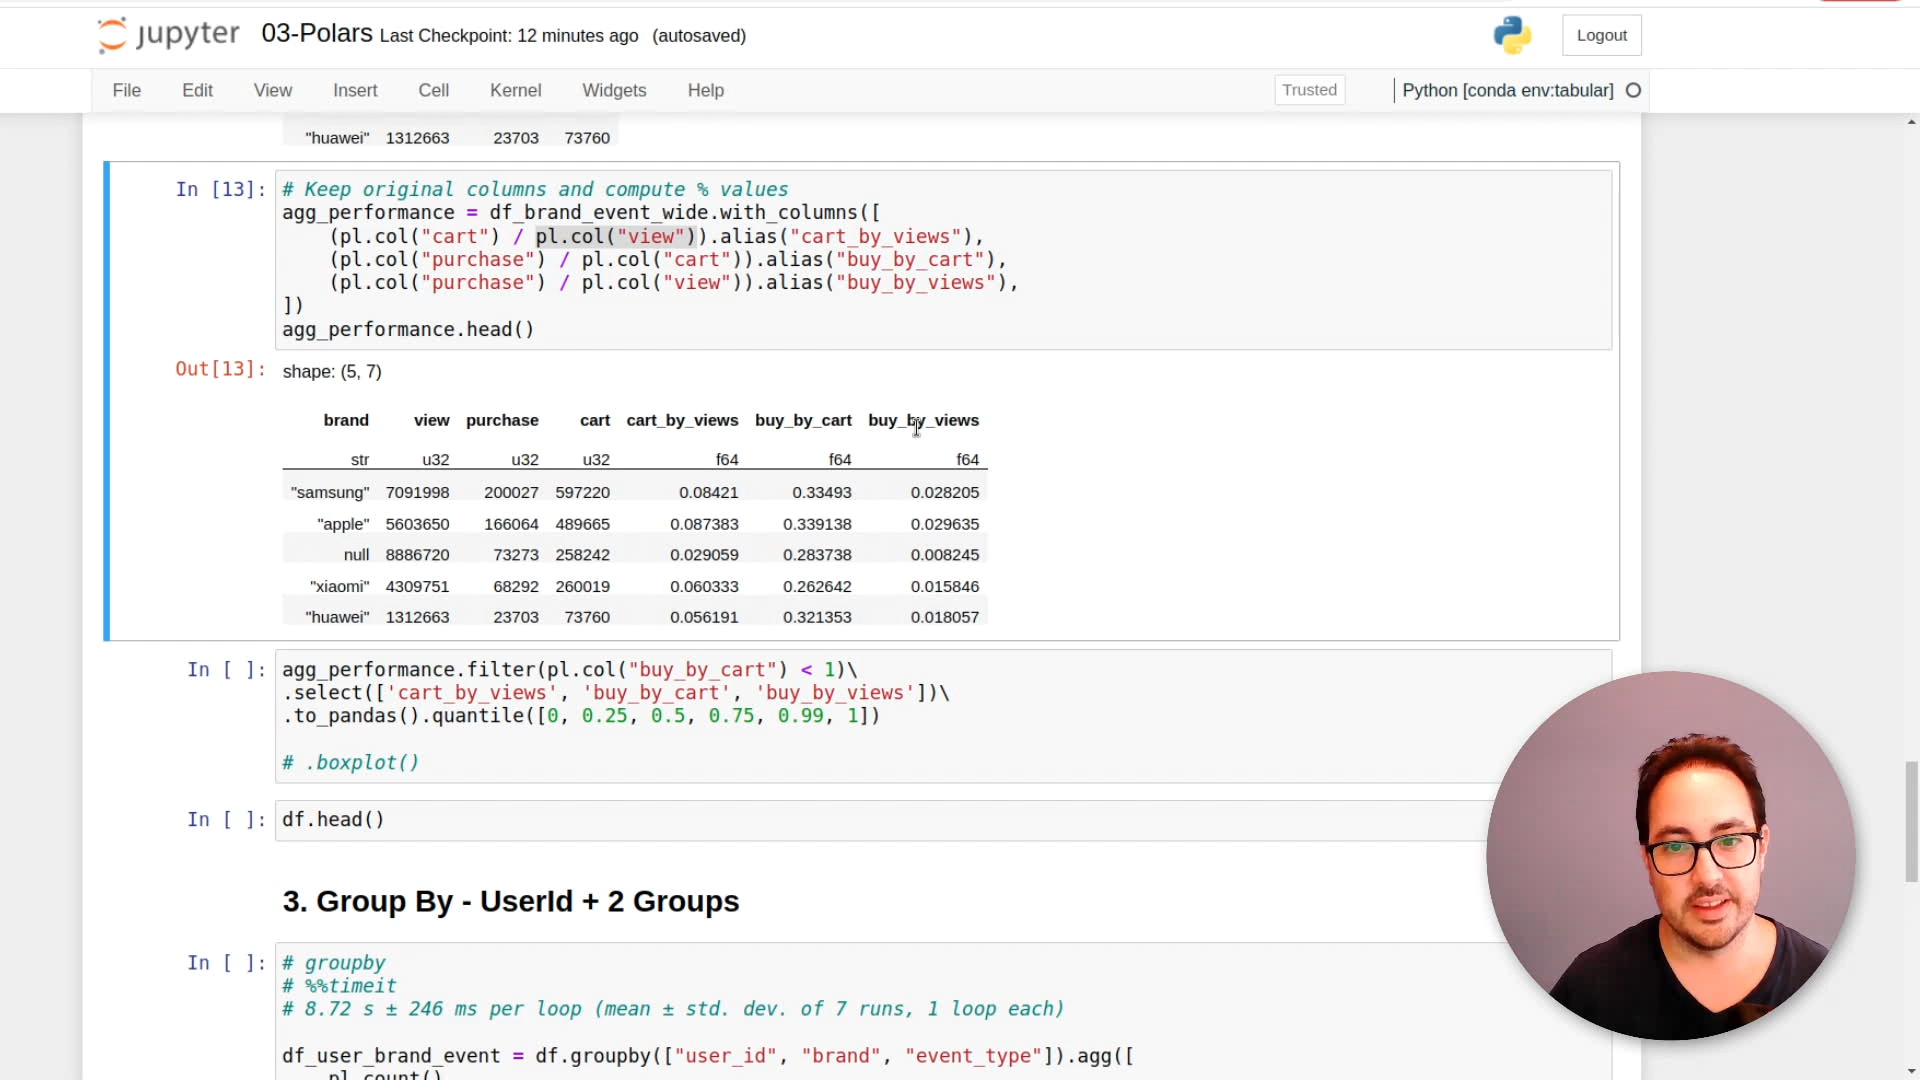 jupyter 03-Polars Last Checkpoint: 12 minutes ago (autosaved) Logout
File Edit View Insert Cell Kernel Widgets Help Trusted Python [conda env:tabular]
"huawei" 1312663 23703 73760
In [13]: # Keep original columns and compute % values
agg_performance = df_brand_event_wide.with_columns([
(pl.col("cart") / pl.col("view")).alias("cart_by_views"),
(pl.col("purchase") / pl.col("cart")).alias("buy_by_cart"),
(pl.col("purchase") / pl.col("view")).alias("buy_by_views"),
])
agg_performance.head()
Out[13]: shape: (5, 7)
brand view purchase cart cart_by_views buy_by_cart buy_by_views
str u32 u32 u32 f64 f64 f64
"samsung" 7091998 200027 597220 0.08421 0.33493 0.028205
"apple" 5603650 166064 489665 0.087383 0.339138 0.029635
null 8886720 73273 258242 0.029059 0.283738 0.008245
"xiaomi" 4309751 68292 260019 0.060333 0.262642 0.015846
"huawei" 1312663 23703 73760 0.056191 0.321353 0.018057
In [ ]: agg_performance.filter(pl.col("buy_by_cart") < 1)\
.select(['cart_by_views', 'buy_by_cart', 'buy_by_views'])\
.to_pandas().quantile([0, 0.25, 0.5, 0.75, 0.99, 1])
# .boxplot()
In [ ]: df.head()
3. Group By - UserId + 2 Groups
In [ ]: # groupby
# %%timeit
# 8.72 s ± 246 ms per loop (mean ± std. dev. of 7 runs, 1 loop each)
df_user_brand_event = df.groupby(["user_id", "brand", "event_type"]).agg([
pl.count()